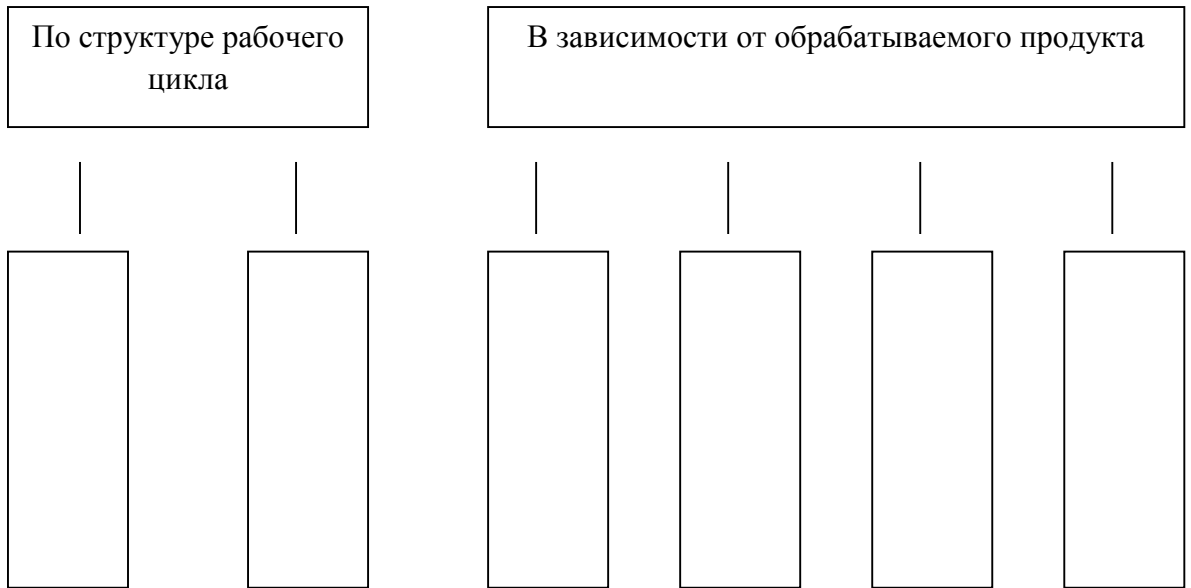 По структуре рабочего
цикла
В зависимости от обрабатываемого продукта